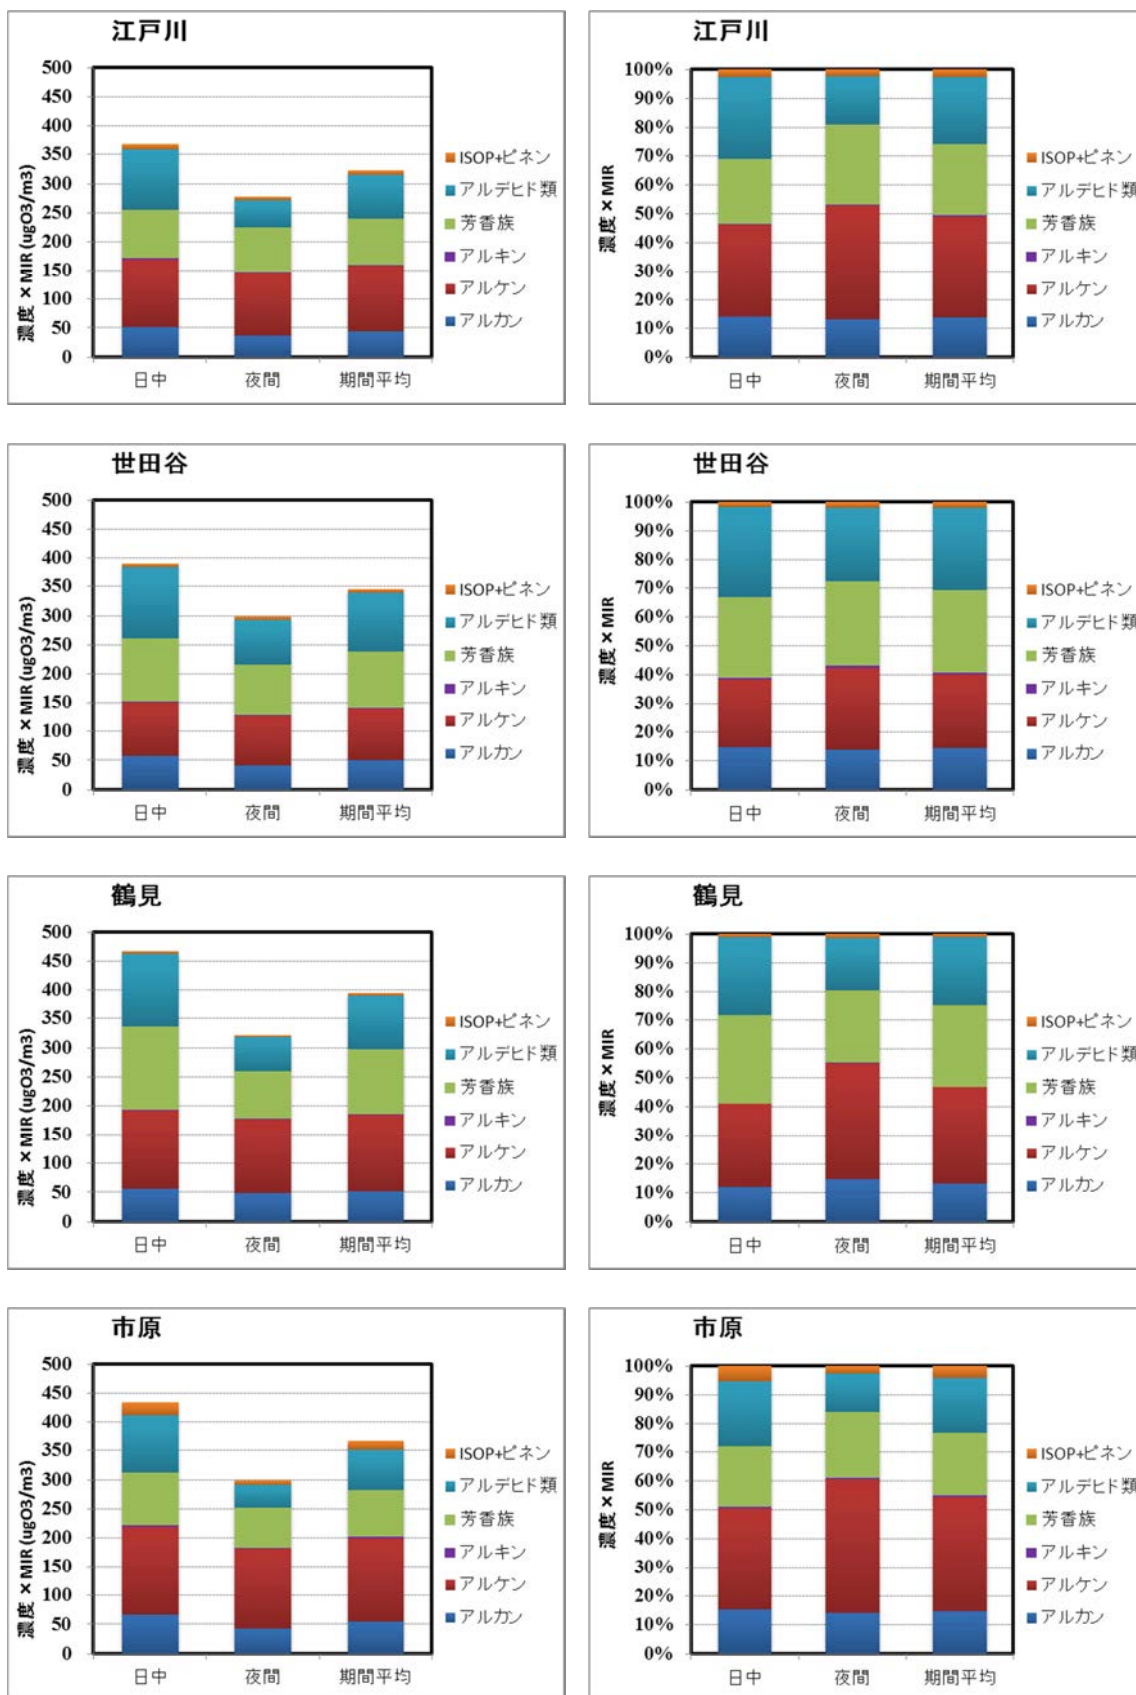 江戸川
500
450
400
350
300
250
200
150
100
50
0
濃度 × MIR (ugO3/m3)
日中 夜間 期間平均
ISOP+ピネン
アルデヒド類
芳香族
アルキン
アルケン
アルカン
江戸川
100%
90%
80%
70%
60%
50%
40%
30%
20%
10%
0%
濃度 × MIR
日中 夜間 期間平均
ISOP+ピネン
アルデヒド類
芳香族
アルキン
アルケン
アルカン
世田谷
500
450
400
350
300
250
200
150
100
50
0
濃度 × MIR (ugO3/m3)
日中 夜間 期間平均
ISOP+ピネン
アルデヒド類
芳香族
アルキン
アルケン
アルカン
世田谷
100%
90%
80%
70%
60%
50%
40%
30%
20%
10%
0%
濃度 × MIR
日中 夜間 期間平均
ISOP+ピネン
アルデヒド類
芳香族
アルキン
アルケン
アルカン
鶴見
500
450
400
350
300
250
200
150
100
50
0
濃度 × MIR (ugO3/m3)
日中 夜間 期間平均
ISOP+ピネン
アルデヒド類
芳香族
アルキン
アルケン
アルカン
鶴見
100%
90%
80%
70%
60%
50%
40%
30%
20%
10%
0%
濃度 × MIR
日中 夜間 期間平均
ISOP+ピネン
アルデヒド類
芳香族
アルキン
アルケン
アルカン
市原
500
450
400
350
300
250
200
150
100
50
0
濃度 × MIR (ugO3/m3)
日中 夜間 期間平均
ISOP+ピネン
アルデヒド類
芳香族
アルキン
アルケン
アルカン
市原
100%
90%
80%
70%
60%
50%
40%
30%
20%
10%
0%
濃度 × MIR
日中 夜間 期間平均
ISOP+ピネン
アルデヒド類
芳香族
アルキン
アルケン
アルカン